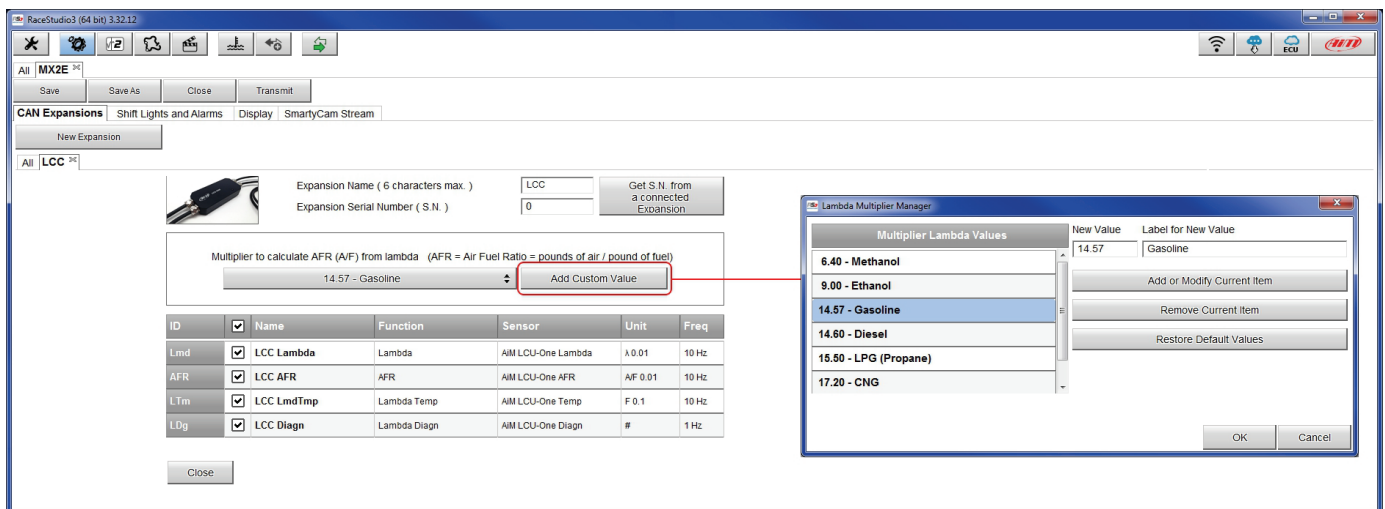 RaceStudio3 (64 bit) 3.32.12
ECU AiM
All MX2E
Save Save As Close Transmit
CAN Expansions Shift Lights and Alarms Display SmartyCam Stream
New Expansion
All LCC
Expansion Name ( 6 characters max. ) LCC
Expansion Serial Number ( S.N. ) 0
Get S.N. from
a connected
Expansion
Multiplier to calculate AFR (A/F) from lambda (AFR = Air Fuel Ratio = pounds of air / pound of fuel)
14.57 - Gasoline Add Custom Value
ID Name Function Sensor Unit Freq
Lmd LCC Lambda Lambda AiM LCU-One Lambda λ 0.01 10 Hz
AFR LCC AFR AFR AiM LCU-One AFR A/F 0.01 10 Hz
LTm LCC LmdTmp Lambda Temp AiM LCU-One Temp F 0.1 10 Hz
LDg LCC Diagn Lambda Diagn AiM LCU-One Diagn # 1 Hz
Close
Lambda Multiplier Manager
Multiplier Lambda Values
6.40 - Methanol
9.00 - Ethanol
14.57 - Gasoline
14.60 - Diesel
15.50 - LPG (Propane)
17.20 - CNG
New Value Label for New Value
14.57 Gasoline
Add or Modify Current Item
Remove Current Item
Restore Default Values
OK Cancel